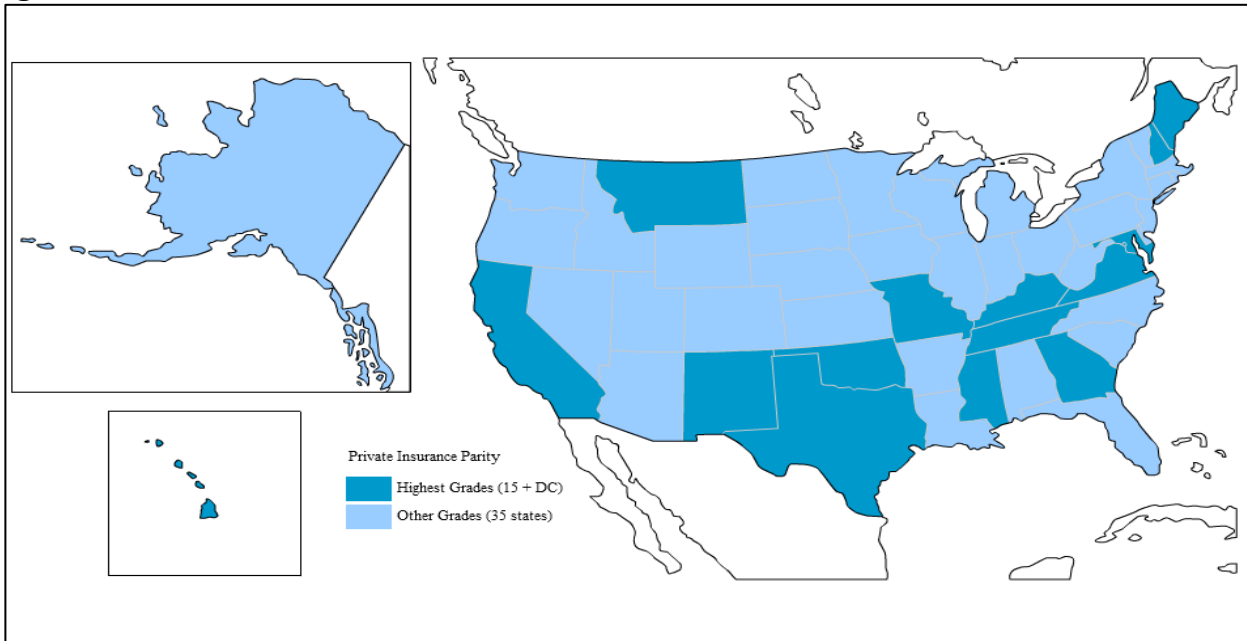 Private Insurance Parity
Highest Grades (15 + DC)
Other Grades (35 states)